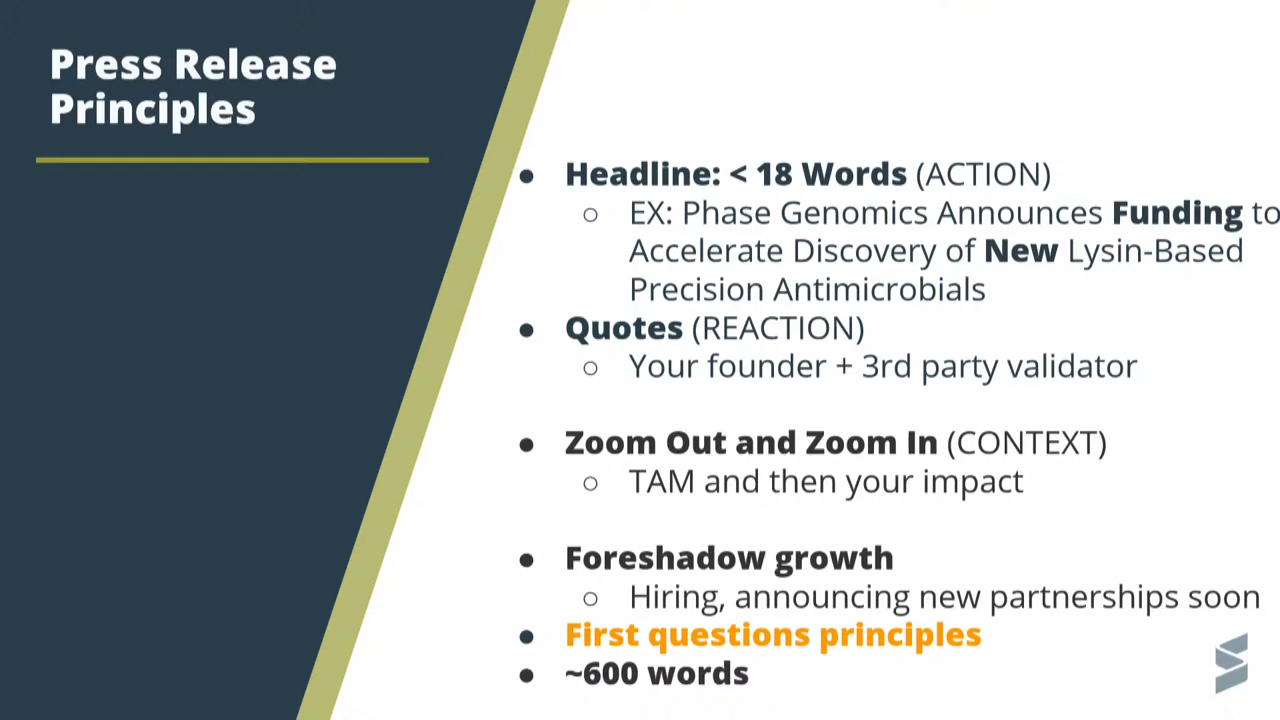 Press Release
Principles
● Headline: < 18 Words (ACTION)
○ EX: Phase Genomics Announces Funding to
Accelerate Discovery of New Lysin-Based
Precision Antimicrobials
● Quotes (REACTION)
○ Your founder + 3rd party validator
● Zoom Out and Zoom In (CONTEXT)
○ TAM and then your impact
● Foreshadow growth
○ Hiring, announcing new partnerships soon
● First questions principles
● ~600 words